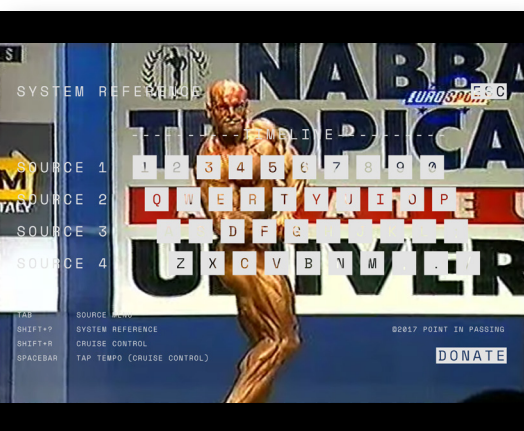 S
NABBA
SYSTEM REFERENCE
EUROSPORT
ESC
TROPICA
TIMELINE
SOURCE 1 1 2 3 4 5 6 7 8 9 0
M
SOURCE 2 Q W E R T Y U I O P
ITALY
SOURCE 3 D F G
UNIVER
SOURCE 4 Z X C V B N M , . /
TAB SOURCE MENU
SHIFT+? SYSTEM REFERENCE
SHIFT+R CRUISE CONTROL
SPACEBAR TAP TEMPO (CRUISE CONTROL)
©2017 POINT IN PASSING
DONATE